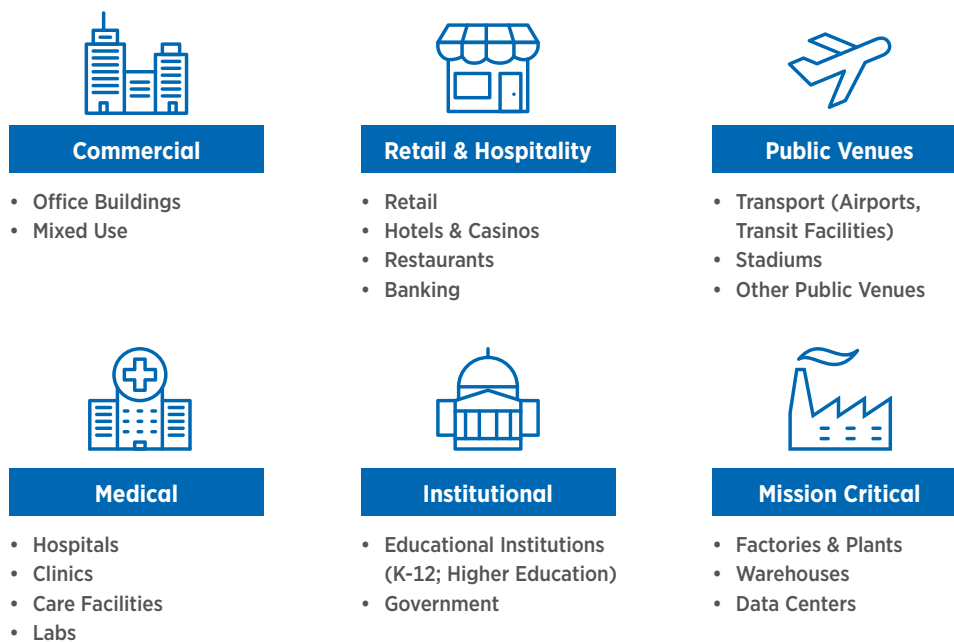 Commercial
• Office Buildings
• Mixed Use
Retail & Hospitality
• Retail
• Hotels & Casinos
• Restaurants
• Banking
Public Venues
• Transport (Airports,
Transit Facilities)
• Stadiums
• Other Public Venues
Medical
• Hospitals
• Clinics
• Care Facilities
• Labs
Institutional
• Educational Institutions
(K-12; Higher Education)
• Government
Mission Critical
• Factories & Plants
• Warehouses
• Data Centers